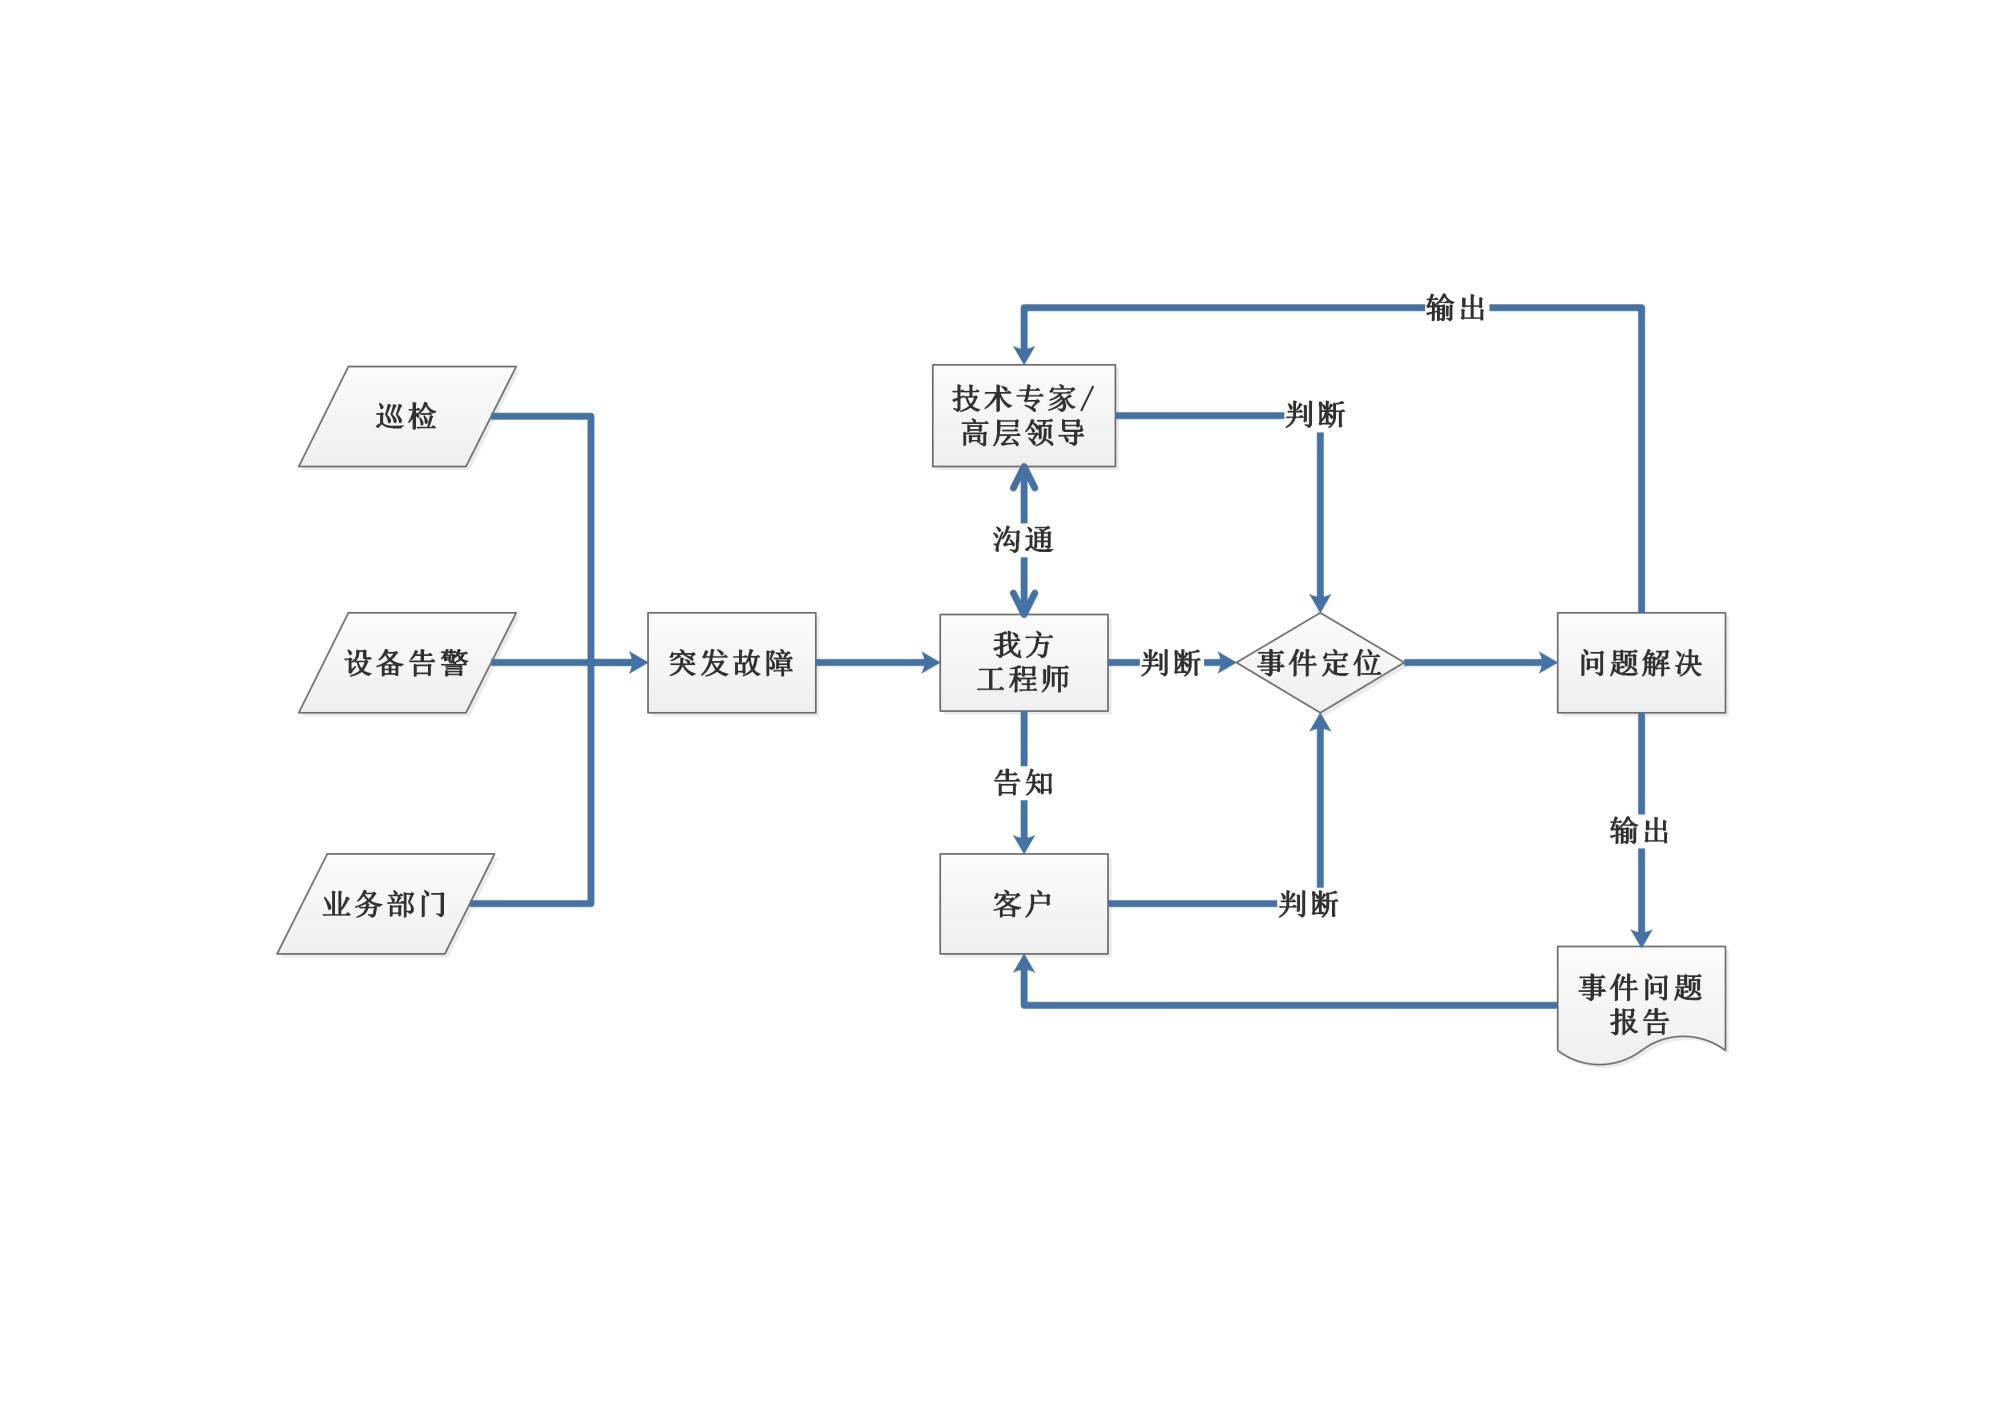 输出
巡检
技术专家/
高层领导
判断
沟通
设备告警
突发故障
我方
工程师
判断
事件定位
问题解决
告知
输出
业务部门
客户
判断
事件问题
报告